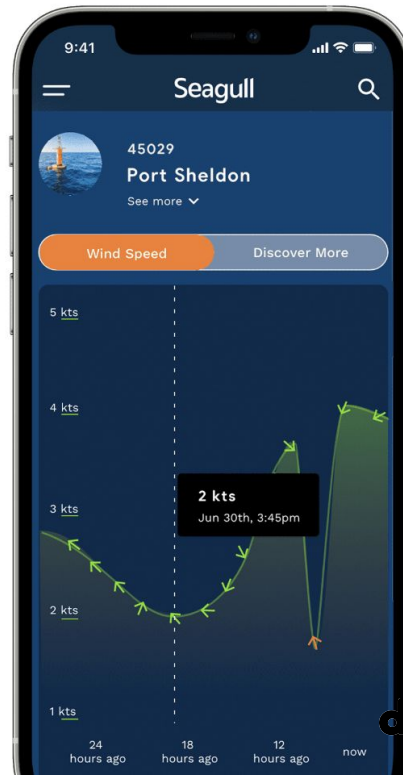 9:41
Seagull
45029
Port Sheldon
See more
Wind Speed
Discover More
5 kts
4 kts
2 kts
Jun 30th, 3:45pm
3 kts
2 kts
1 kts
24
hours ago
18
hours ago
12
hours ago
now